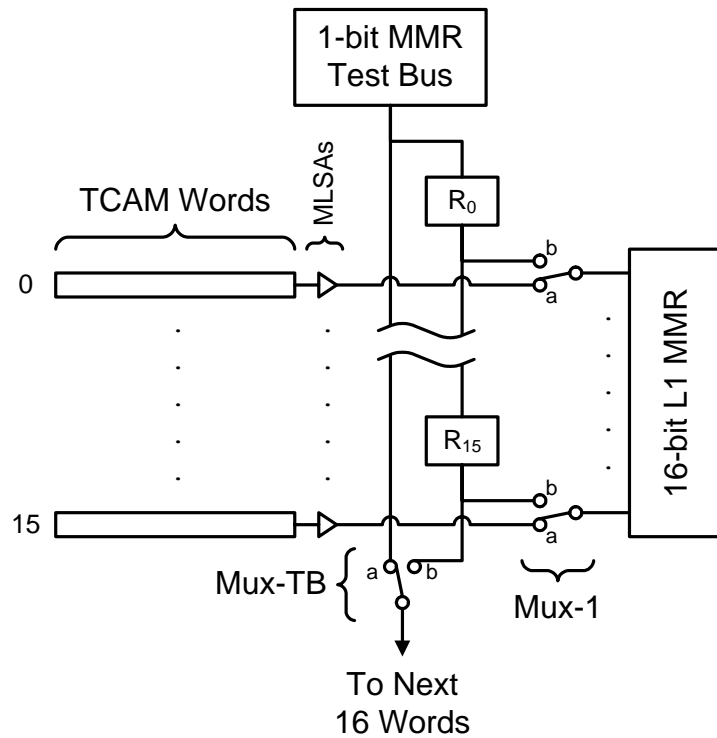 1-bit MMR
Test Bus
TCAM Words
MLSAs
R0
b
0
a
16-bit L1 MMR
R15
b
15
a
Mux-TB
a
b
Mux-1
To Next
16 Words